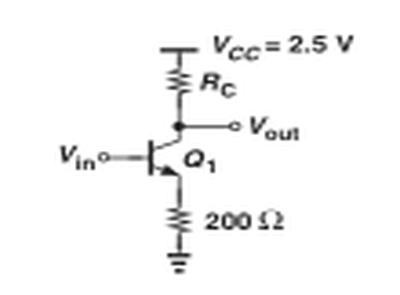 VCC = 2.5 V
RC
Vout
Vin
Q1
200 Ω